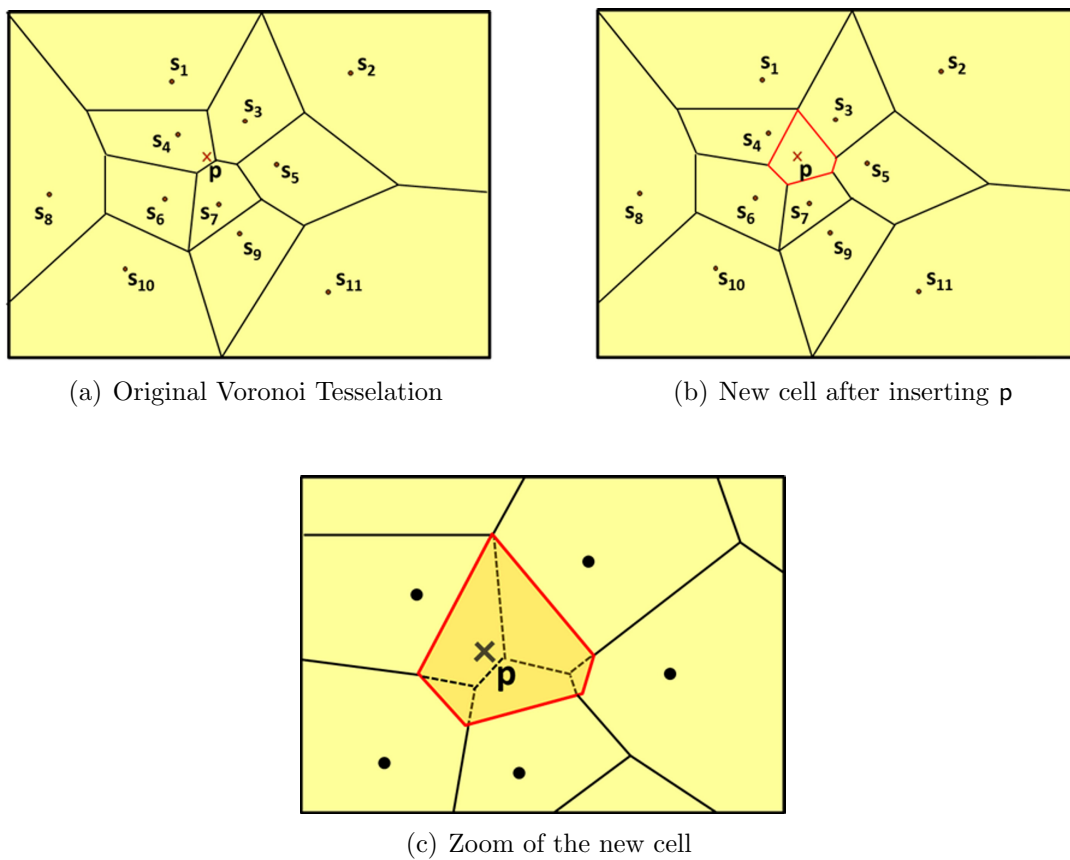 s1
s2
s3
s4
p
s5
s6
s7
s8
s9
s10
s11
(a) Original Voronoi Tesselation
s1
s2
s3
s4
p
s5
s6
s7
s8
s9
s10
s11
(b) New cell after inserting p
p
(c) Zoom of the new cell